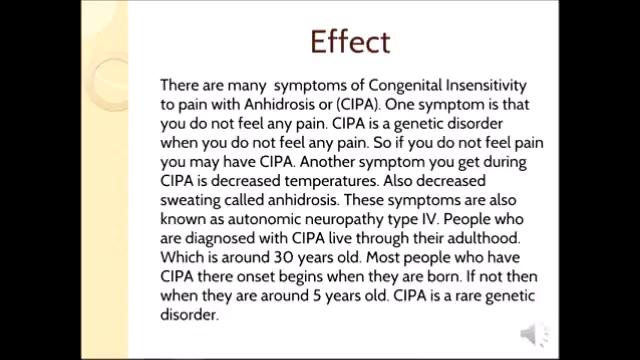 Effect
There are many symptoms of Congenital Insensitivity
to pain with Anhidrosis or (CIPA). One symptom is that
you do not feel any pain. CIPA is a genetic disorder
when you do not feel any pain. So if you do not feel pain
you may have CIPA. Another symptom you get during
CIPA is decreased temperatures. Also decreased
sweating called anhidrosis. These symptoms are also
known as autonomic neuropathy type IV. People who
are diagnosed with CIPA live through their adulthood.
Which is around 30 years old. Most people who have
CIPA there onset begins when they are born. If not then
when they are around 5 years old. CIPA is a rare genetic
disorder.